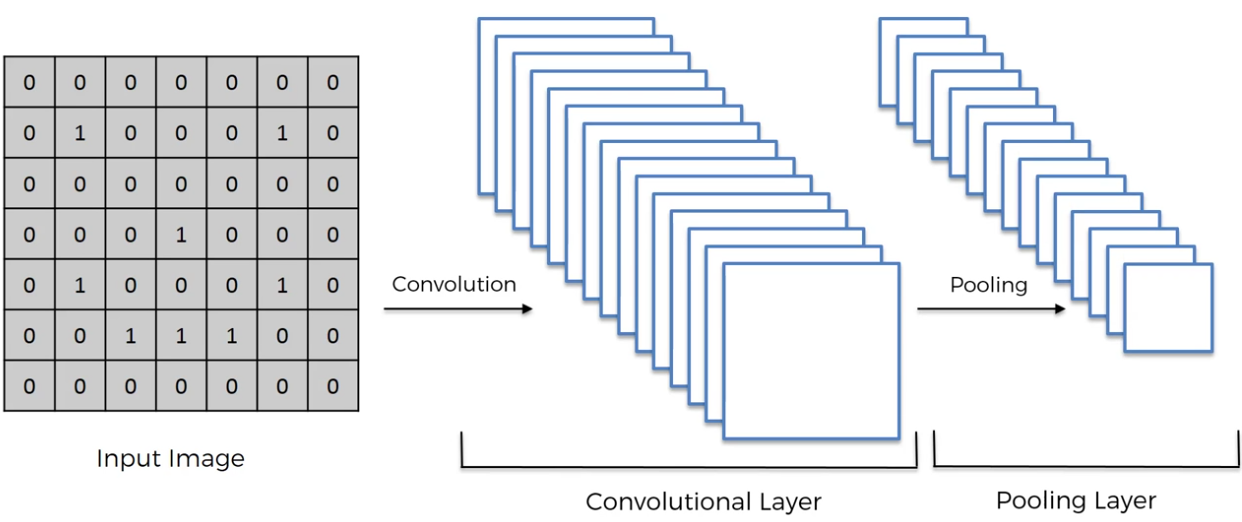 0 0 0 0 0 0 0
0 1 0 0 0 1 0
0 0 0 0 0 0 0
0 0 0 1 0 0 0
0 1 0 0 0 1 0
0 0 1 1 1 0 0
0 0 0 0 0 0 0
Input Image
Convolution
Convolutional Layer
Pooling
Pooling Layer